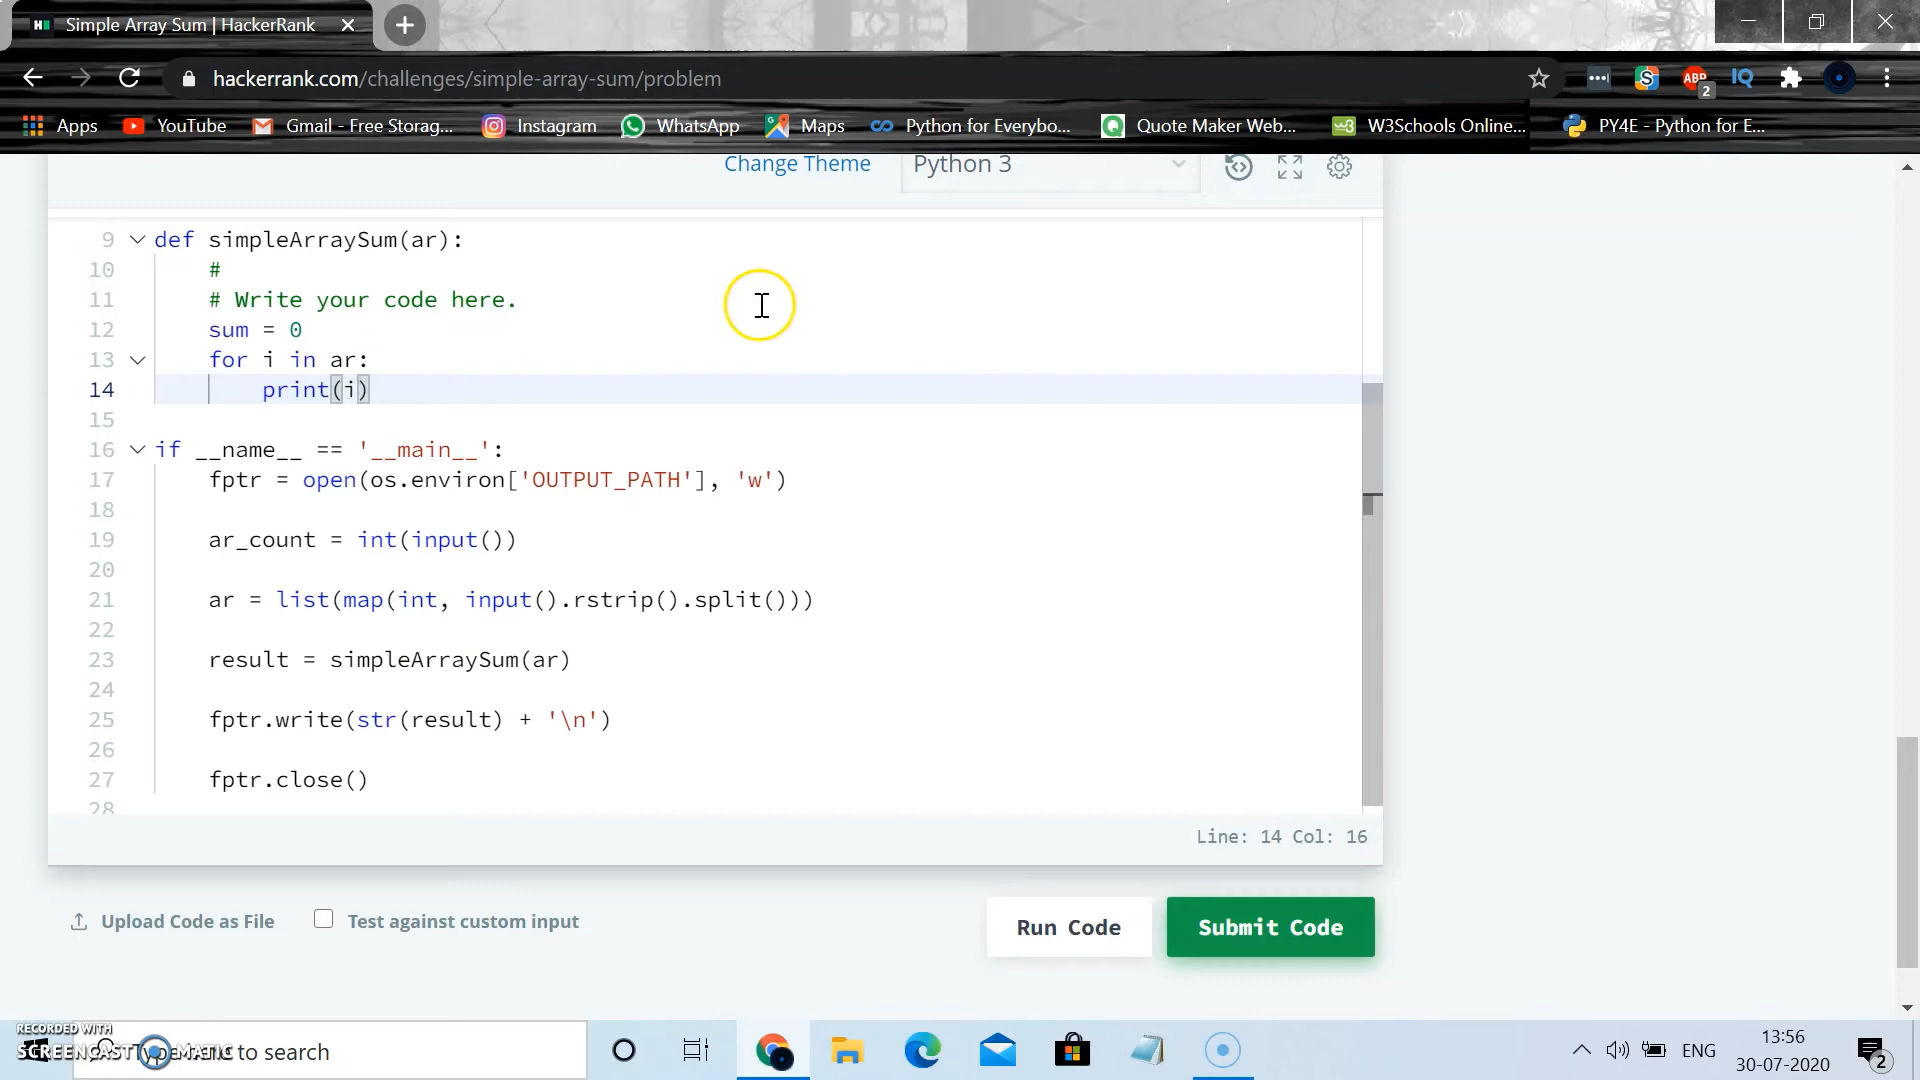 Simple Array Sum | HackerRank
hackerrank.com/challenges/simple-array-sum/problem
ABP 2 IQ
Apps YouTube Gmail - Free Storag... Instagram WhatsApp Maps Python for Everybo... Quote Maker Web... W3Schools Online... PY4E - Python for E...
Change Theme Python 3
9 def simpleArraySum(ar):
10 #
11 # Write your code here.
12 sum = 0
13 for i in ar:
14 print(i)
15
16 if __name__ == '__main__':
17 fptr = open(os.environ['OUTPUT_PATH'], 'w')
18
19 ar_count = int(input())
20
21 ar = list(map(int, input().rstrip().split()))
22
23 result = simpleArraySum(ar)
24
25 fptr.write(str(result) + '\n')
26
27 fptr.close()
28
Line: 14 Col: 16
Upload Code as File Test against custom input Run Code Submit Code
RECORDED WITH
SCREENCAST MATIC
to search
ENG
13:56
30-07-2020
2